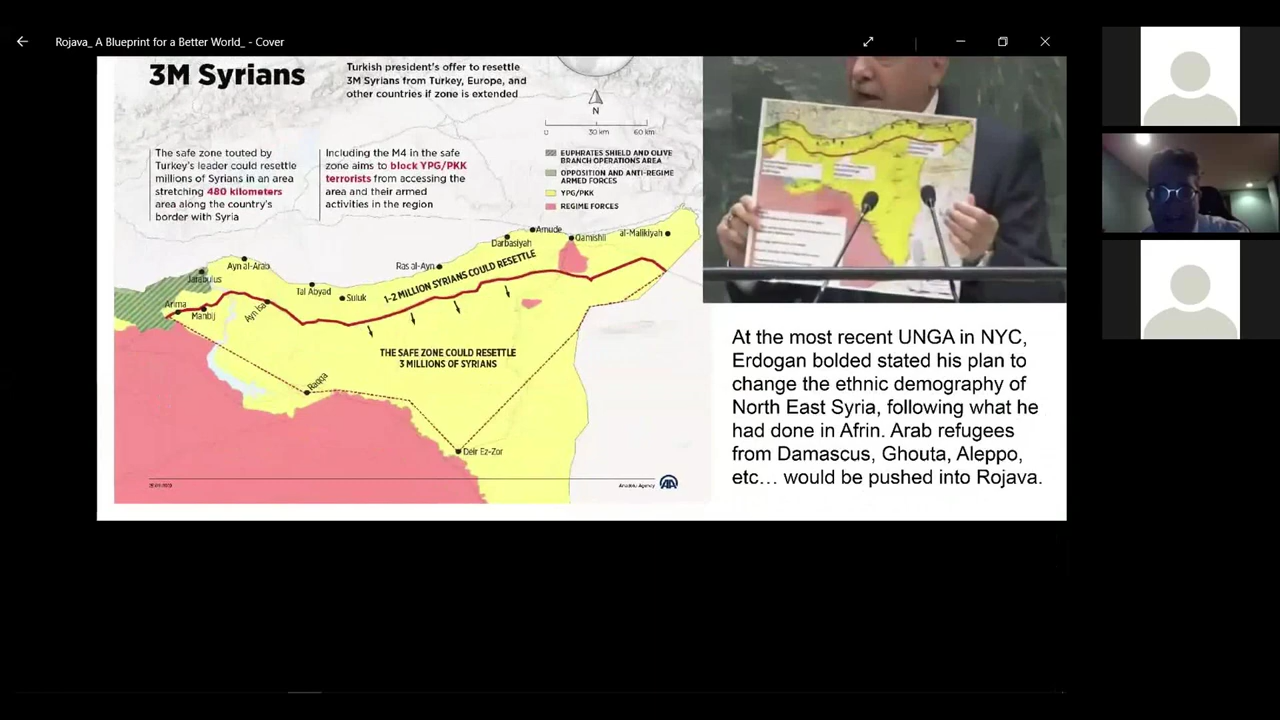 Rojava_ A Blueprint for a Better World_ - Cover
3M Syrians
Turkish president's offer to resettle
3M Syrians from Turkey, Europe, and
other countries if zone is extended
N
0 30 km 60 km
The safe zone touted by
Turkey's leader could resettle
millions of Syrians in an area
stretching 480 kilometers
area along the country's
border with Syria
Including the M4 in the safe
zone aims to block YPG/PKK
terrorists from accessing the
area and their armed
activities in the region
EUPHRATES SHIELD AND OLIVE
BRANCH OPERATIONS AREA
OPPOSITION AND ANTI-REGIME
ARMED FORCES
YPG/PKK
REGIME FORCES
Amude
Qamishli
al-Malikiyah
Darbasiyah
Ras al-Ayn
Ayn al-Arab
Jarabulus
Tal Abyad
Suluk
Arima
Manbij
Ayn Isa
1-2 MILLION SYRIANS COULD RESETTLE
THE SAFE ZONE COULD RESETTLE
3 MILLIONS OF SYRIANS
Raqqa
Deir Ez-Zor
Anadolu Agency
AA
At the most recent UNGA in NYC,
Erdogan bolded stated his plan to
change the ethnic demography of
North East Syria, following what he
had done in Afrin. Arab refugees
from Damascus, Ghouta, Aleppo,
etc… would be pushed into Rojava.